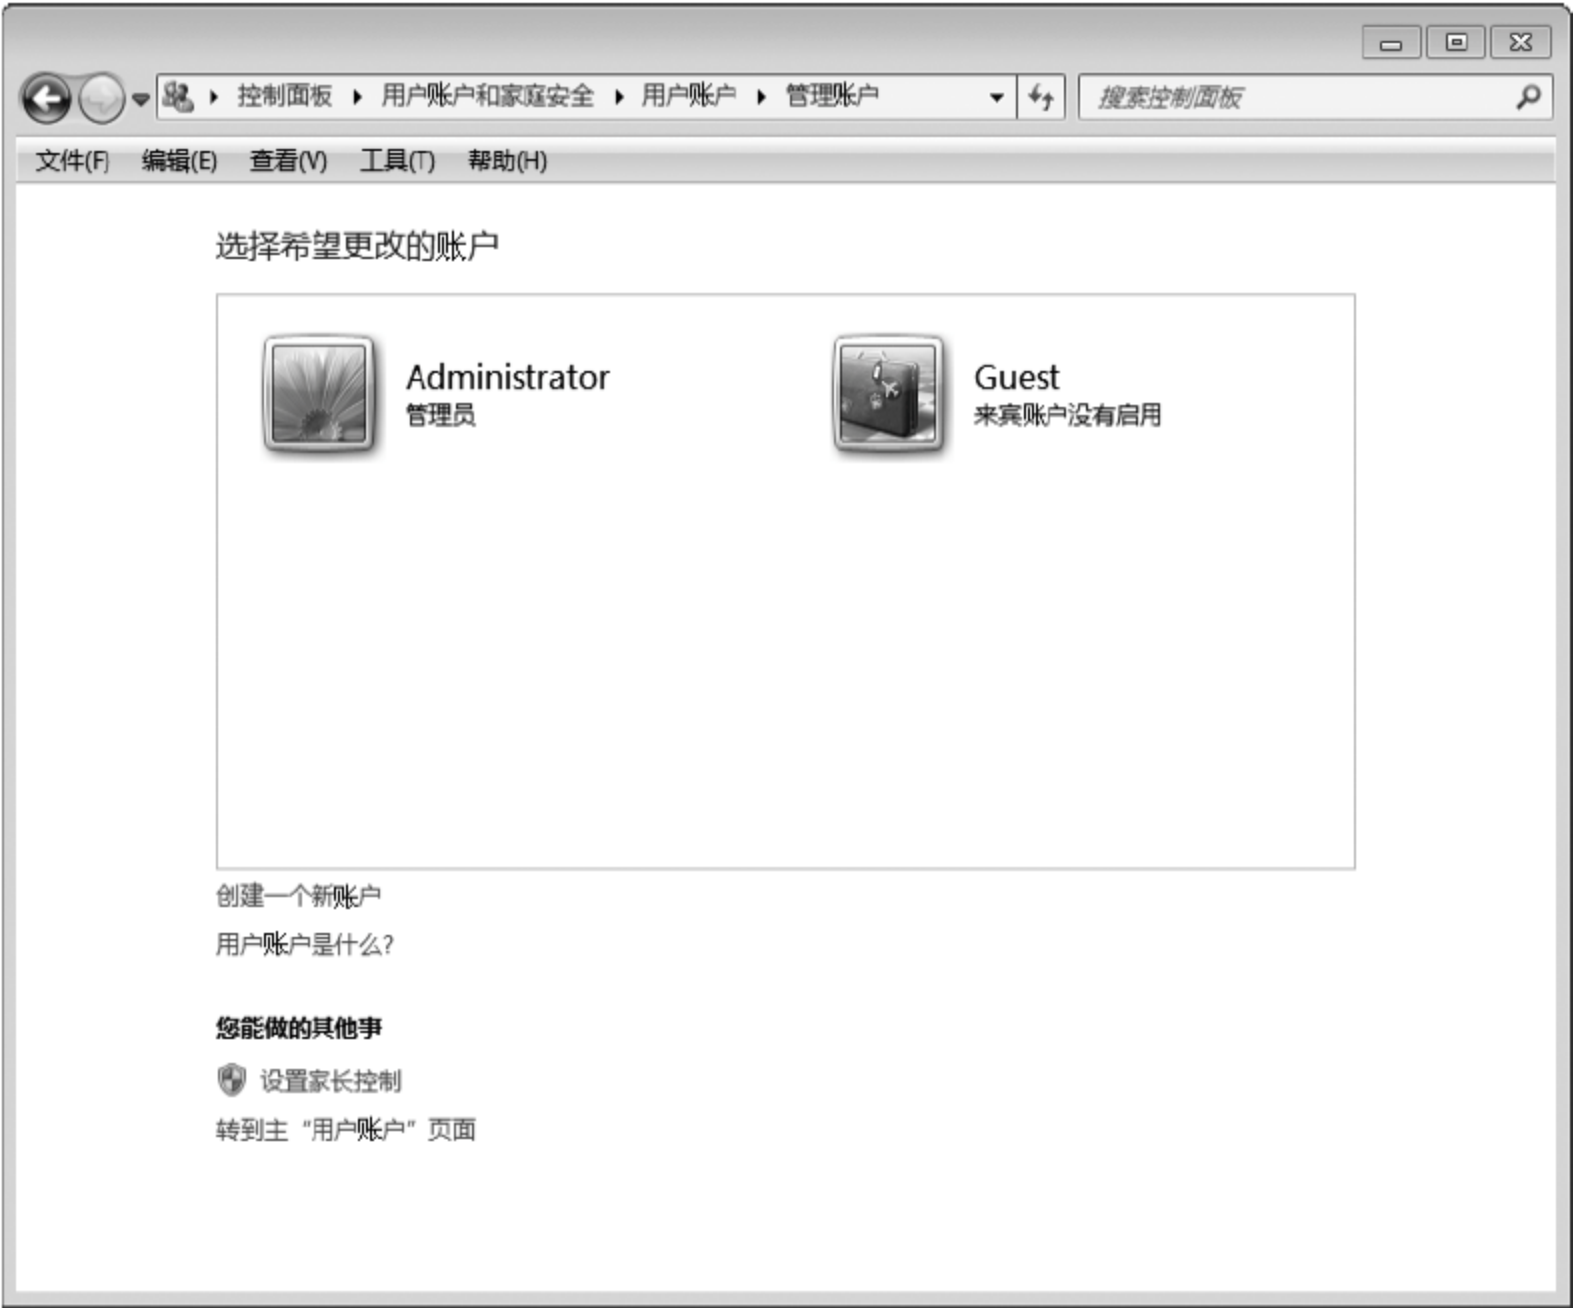 控制面板 用户账户和家庭安全 用户账户 管理账户 搜索控制面板
文件(F) 编辑(E) 查看(V) 工具(T) 帮助(H)
选择希望更改的账户
Administrator
管理员
Guest
来宾账户没有启用
创建一个新账户
用户账户是什么?
您能做的其他事
设置家长控制
转到主“用户账户”页面